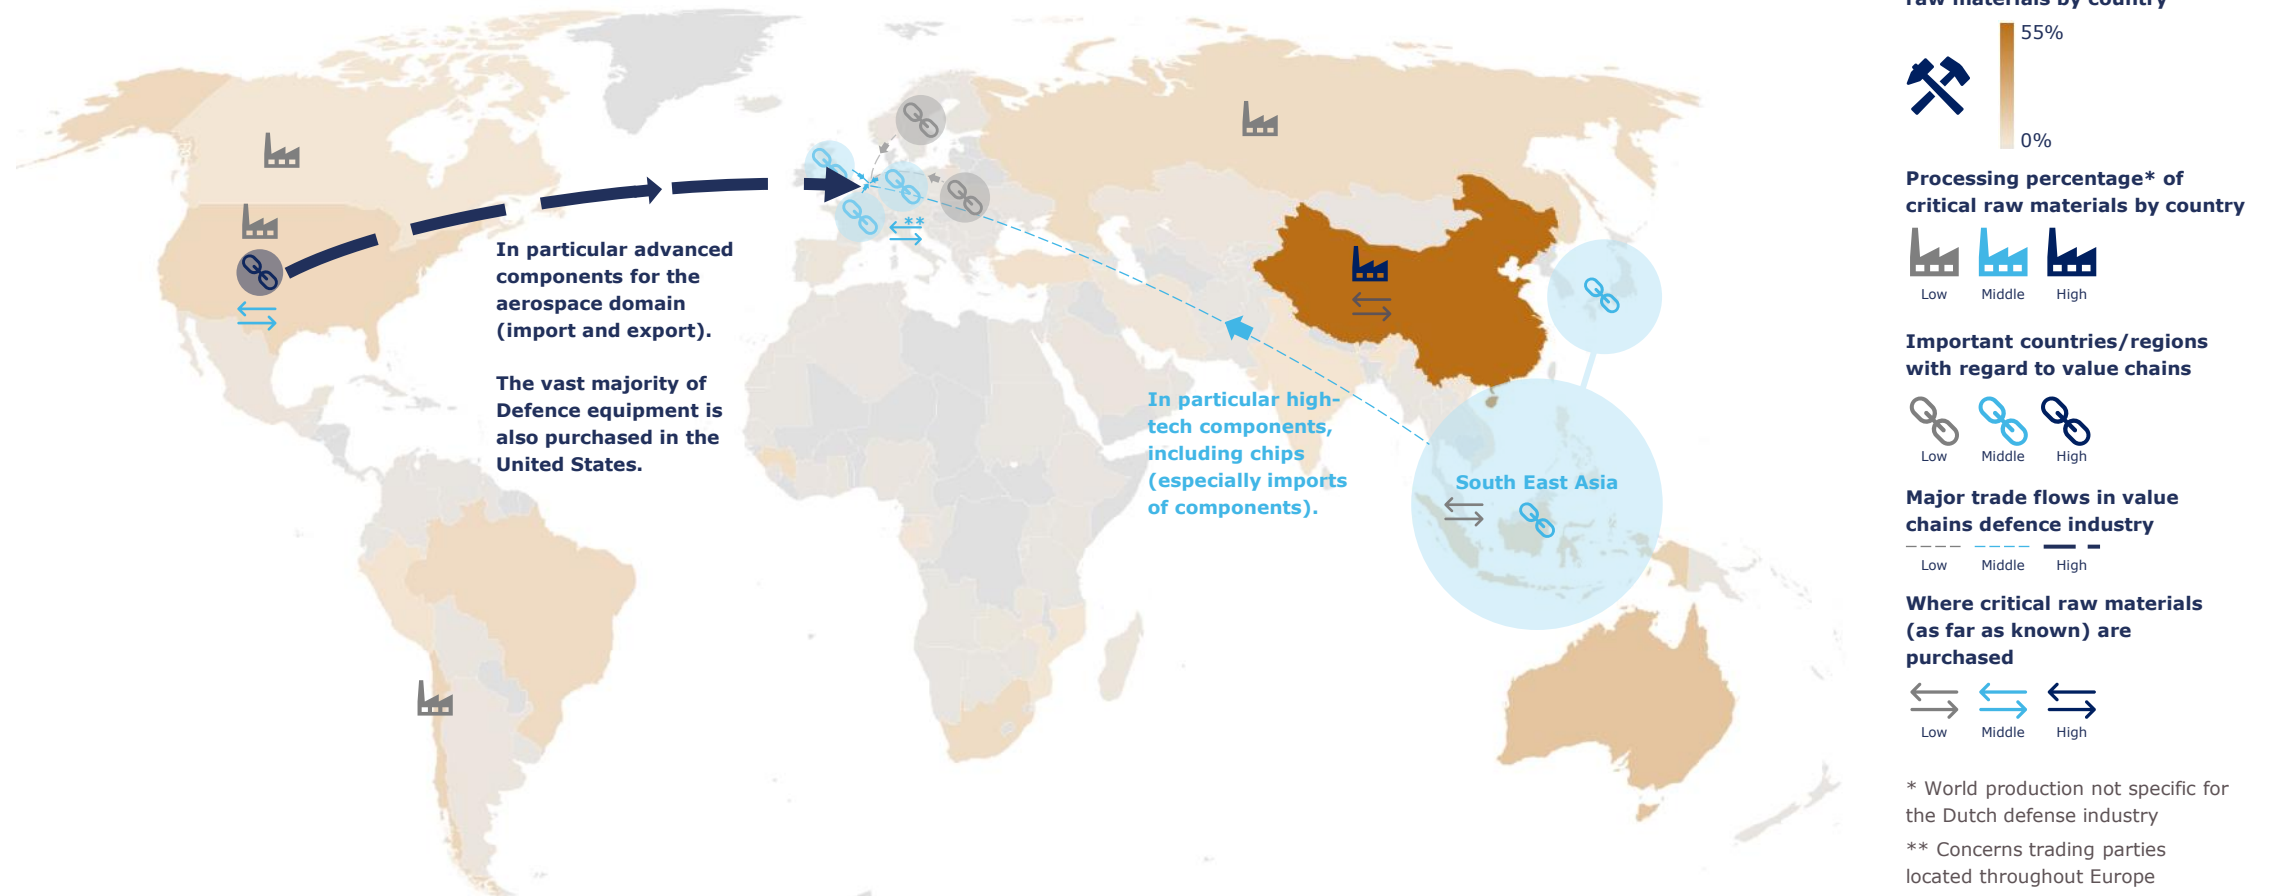 In particular advanced
components for the
aerospace domain
(import and export).
The vast majority of
Defence equipment is
also purchased in the
United States.
**
In particular high-
tech components,
including chips
(especially imports
of components).
South East Asia
raw materials by country
55%
0%
Processing percentage* of
critical raw materials by country
Low Middle High
Important countries/regions
with regard to value chains
Low Middle High
Major trade flows in value
chains defence industry
Low Middle High
Where critical raw materials
(as far as known) are
purchased
Low Middle High
* World production not specific for
the Dutch defense industry
** Concerns trading parties
located throughout Europe